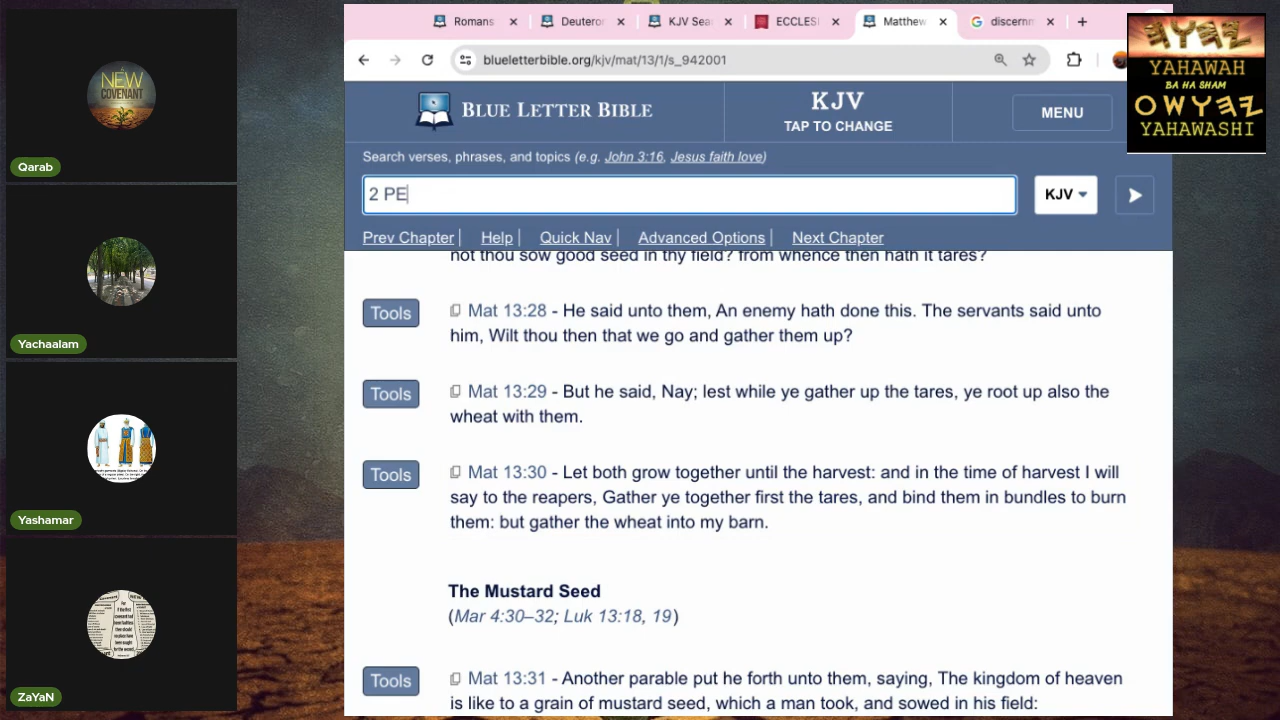 NEW
COVENANT
Qarab
Yachaalam
Yashamar
ZaYaN
Romans
Deuteron
KJV Sea
ECCLESI
Matthew
discernm
blueletterbible.org/kjv/mat/13/1/s_942001
BLUE LETTER BIBLE
KJV
TAP TO CHANGE
MENU
Search verses, phrases, and topics (e.g. John 3:16, Jesus faith love)
2 PE
KJV
Prev Chapter | Help | Quick Nav | Advanced Options | Next Chapter
not thou sow good seed in thy field? from whence then hath it tares?
Tools
Mat 13:28 - He said unto them, An enemy hath done this. The servants said unto
him, Wilt thou then that we go and gather them up?
Tools
Mat 13:29 - But he said, Nay; lest while ye gather up the tares, ye root up also the
wheat with them.
Tools
Mat 13:30 - Let both grow together until the harvest: and in the time of harvest I will
say to the reapers, Gather ye together first the tares, and bind them in bundles to burn
them: but gather the wheat into my barn.
The Mustard Seed
(Mar 4:30–32; Luk 13:18, 19)
Tools
Mat 13:31 - Another parable put he forth unto them, saying, The kingdom of heaven
is like to a grain of mustard seed, which a man took, and sowed in his field:
YAHAWAH
BA HA SHAM
YAHAWASHI